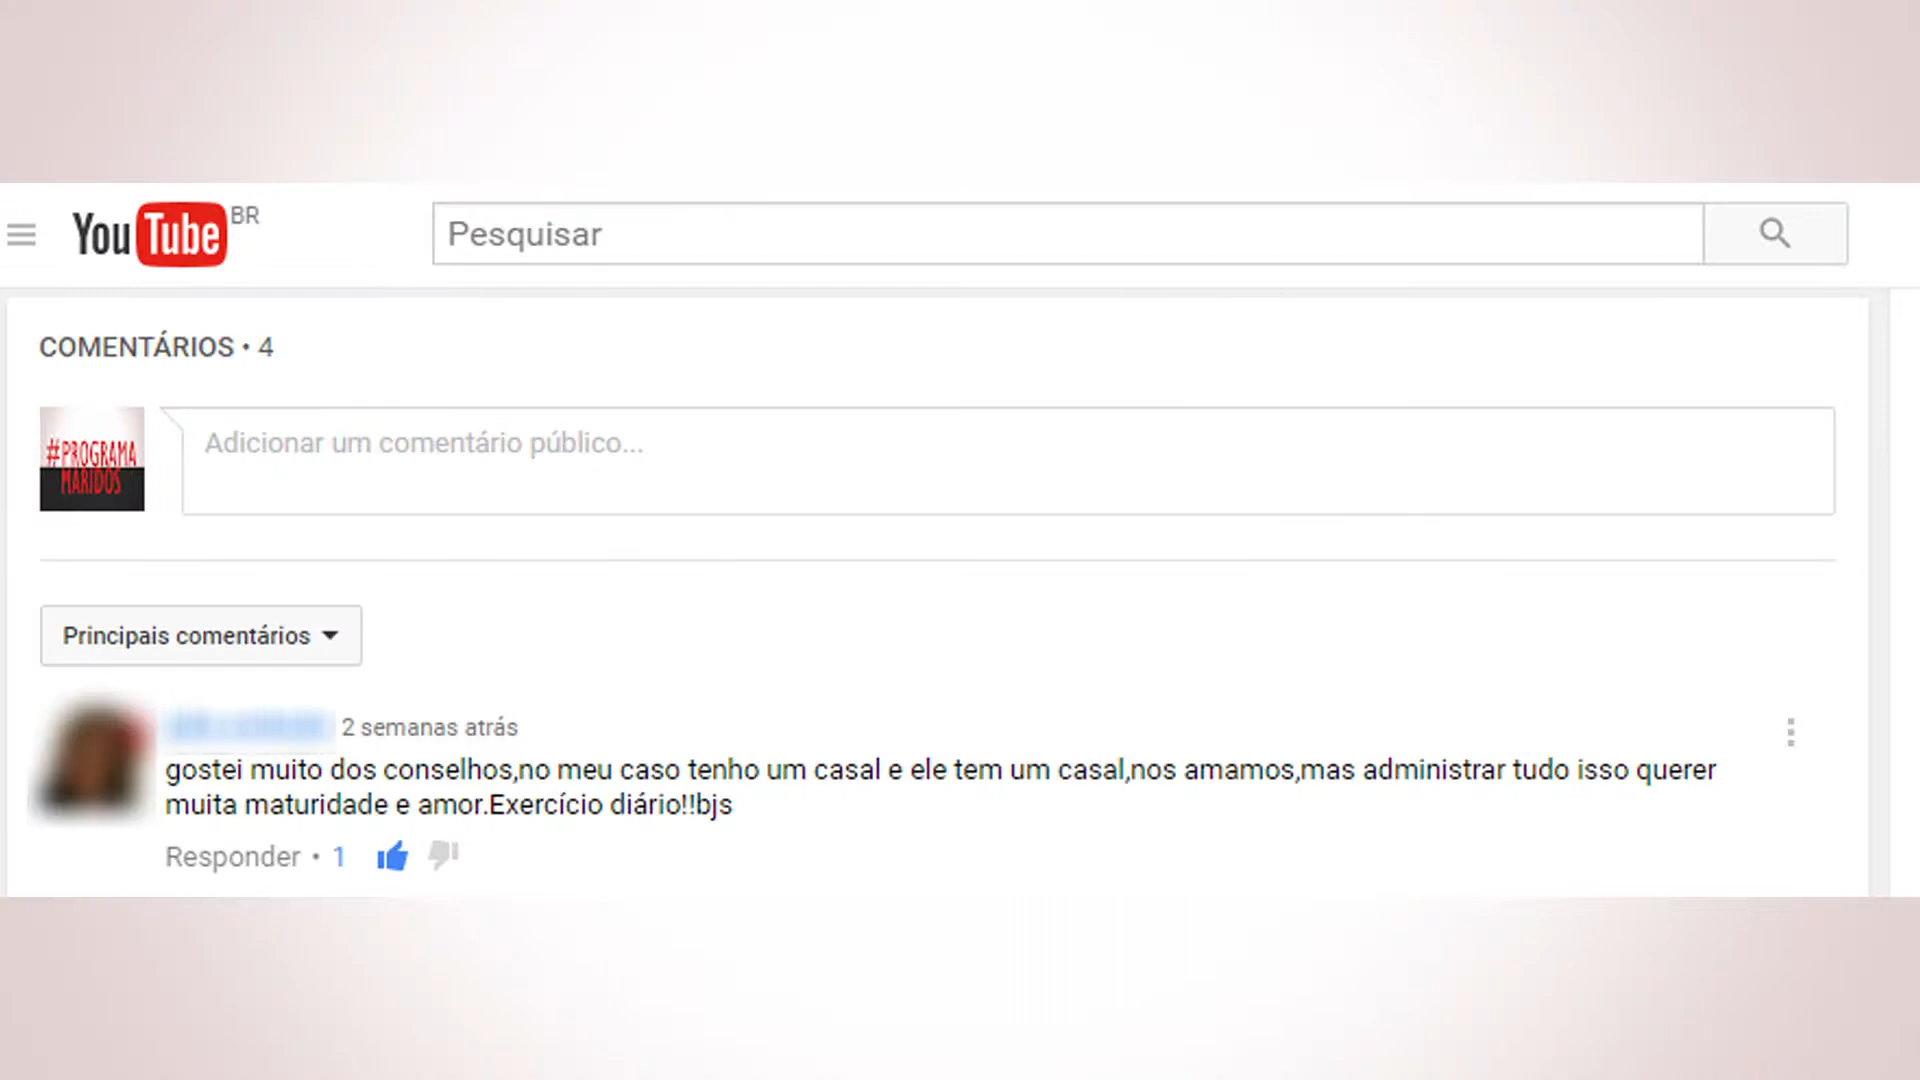 YouTube BR
Pesquisar
COMENTÁRIOS • 4
#PROGRAMA
MARIDOS
Adicionar um comentário público...
Principais comentários
2 semanas atrás
gostei muito dos conselhos,no meu caso tenho um casal e ele tem um casal,nos amamos,mas administrar tudo isso querer
muita maturidade e amor.Exercício diário!!bjs
Responder • 1